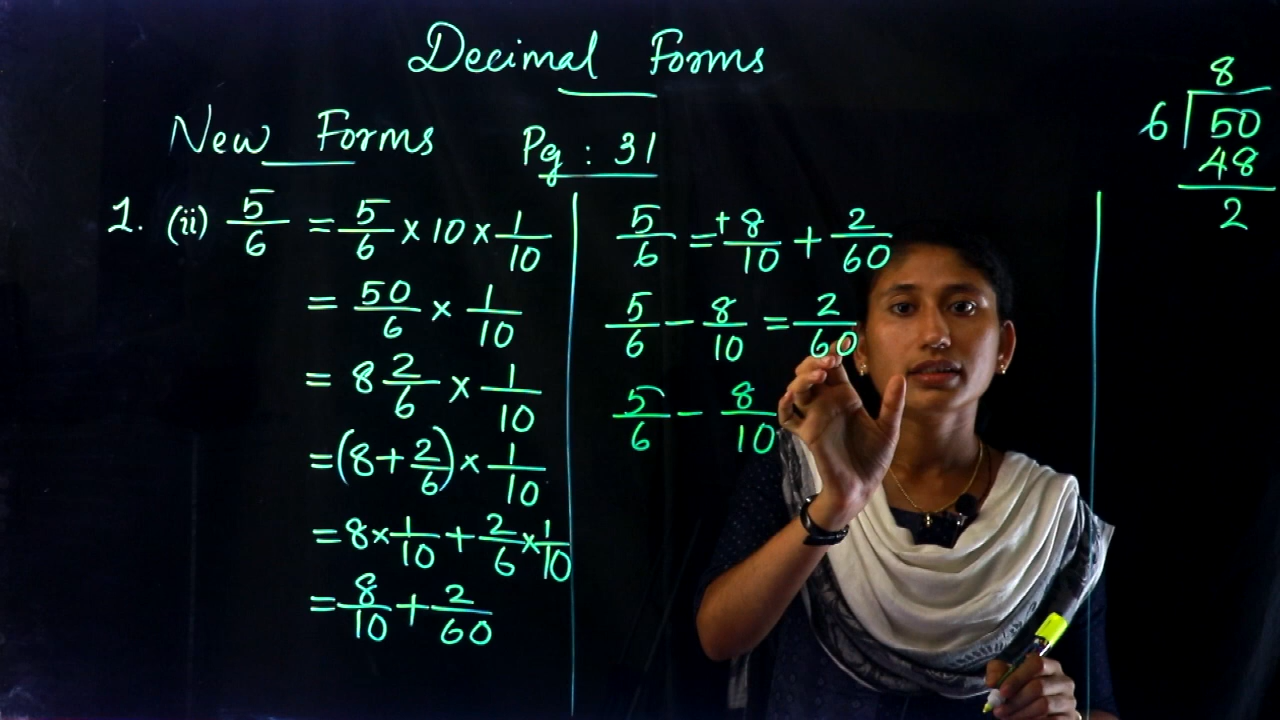 Decimal Forms
New Forms Pg : 31
1. (ii) 5/6 = 5/6 × 10 × 1/10
= 50/6 × 1/10
= 8 2/6 × 1/10
= (8 + 2/6) × 1/10
= 8 × 1/10 + 2/6 × 1/10
= 8/10 + 2/60
5/6 = +8/10 + 2/60
5/6 − 8/10 = 2/60
5/6 − 8/10
8
6 ) 50
48
2